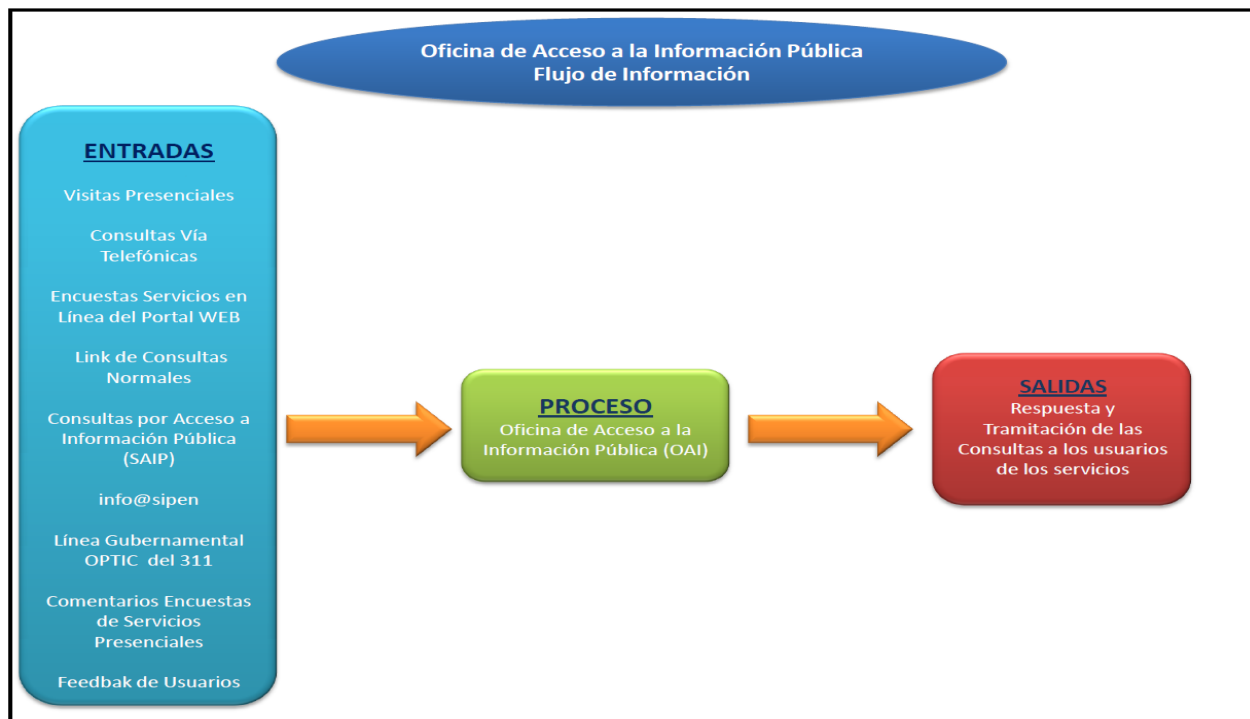 Oficina de Acceso a la Información Pública
Flujo de Información
ENTRADAS
Visitas Presenciales
Consultas Vía
Telefónicas
Encuestas Servicios en
Línea del Portal WEB
Link de Consultas
Normales
Consultas por Acceso a
Información Pública
(SAIP)
info@sipen
Línea Gubernamental
OPTIC del 311
Comentarios Encuestas
de Servicios
Presenciales
Feedbak de Usuarios
PROCESO
Oficina de Acceso a la
Información Pública (OAI)
SALIDAS
Respuesta y
Tramitación de las
Consultas a los usuarios
de los servicios